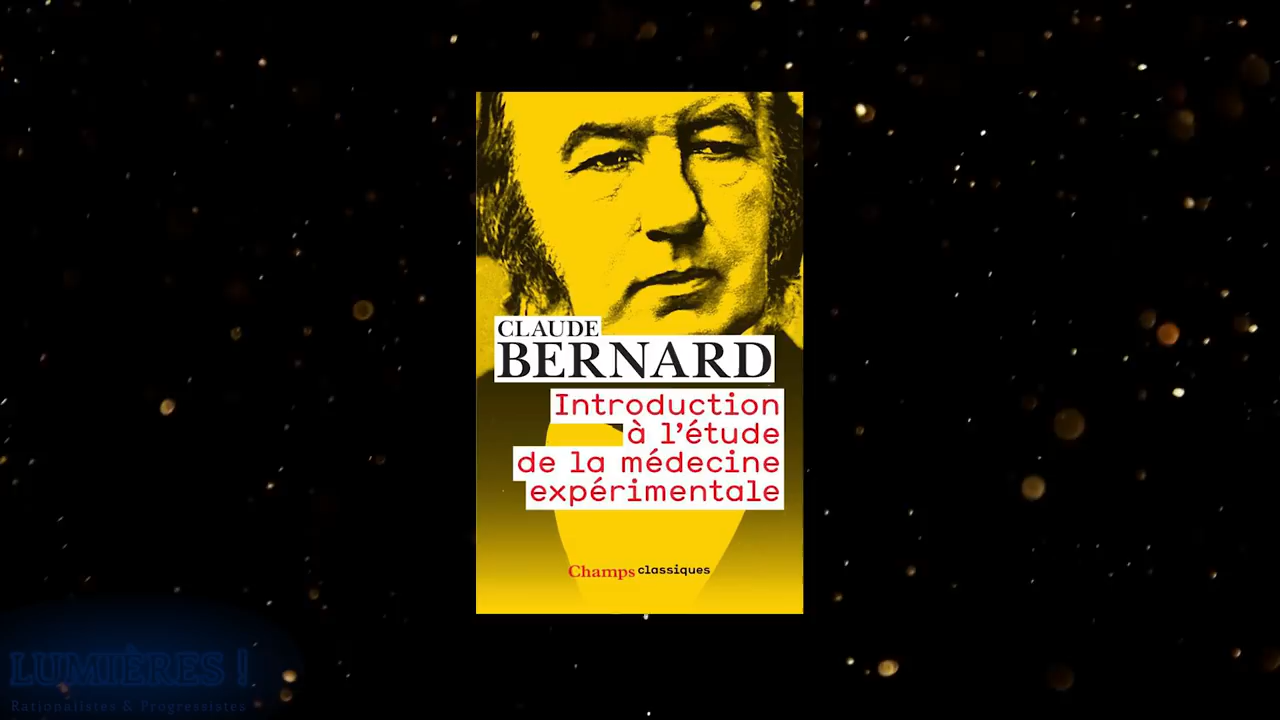 CLAUDE
BERNARD
Introduction
à l’étude
de la médecine
expérimentale
Champs classiques
LUMIÈRES !
Rationalistes & Progressistes